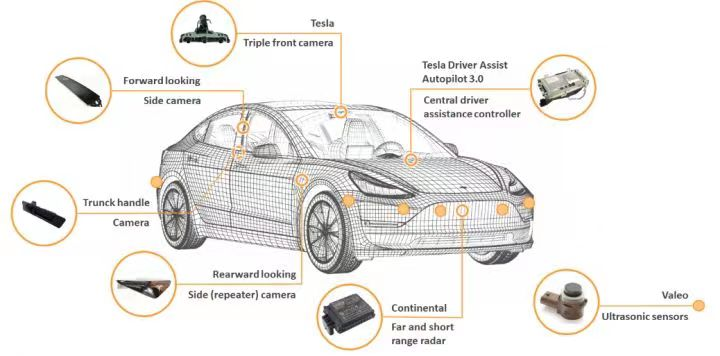 Tesla
Triple front camera
Forward looking
Side camera
Tesla Driver Assist
Autopilot 3.0
Central driver
assistance controller
Trunck handle
Camera
Rearward looking
Side (repeater) camera
Continental
Far and short
range radar
Valeo
Ultrasonic sensors